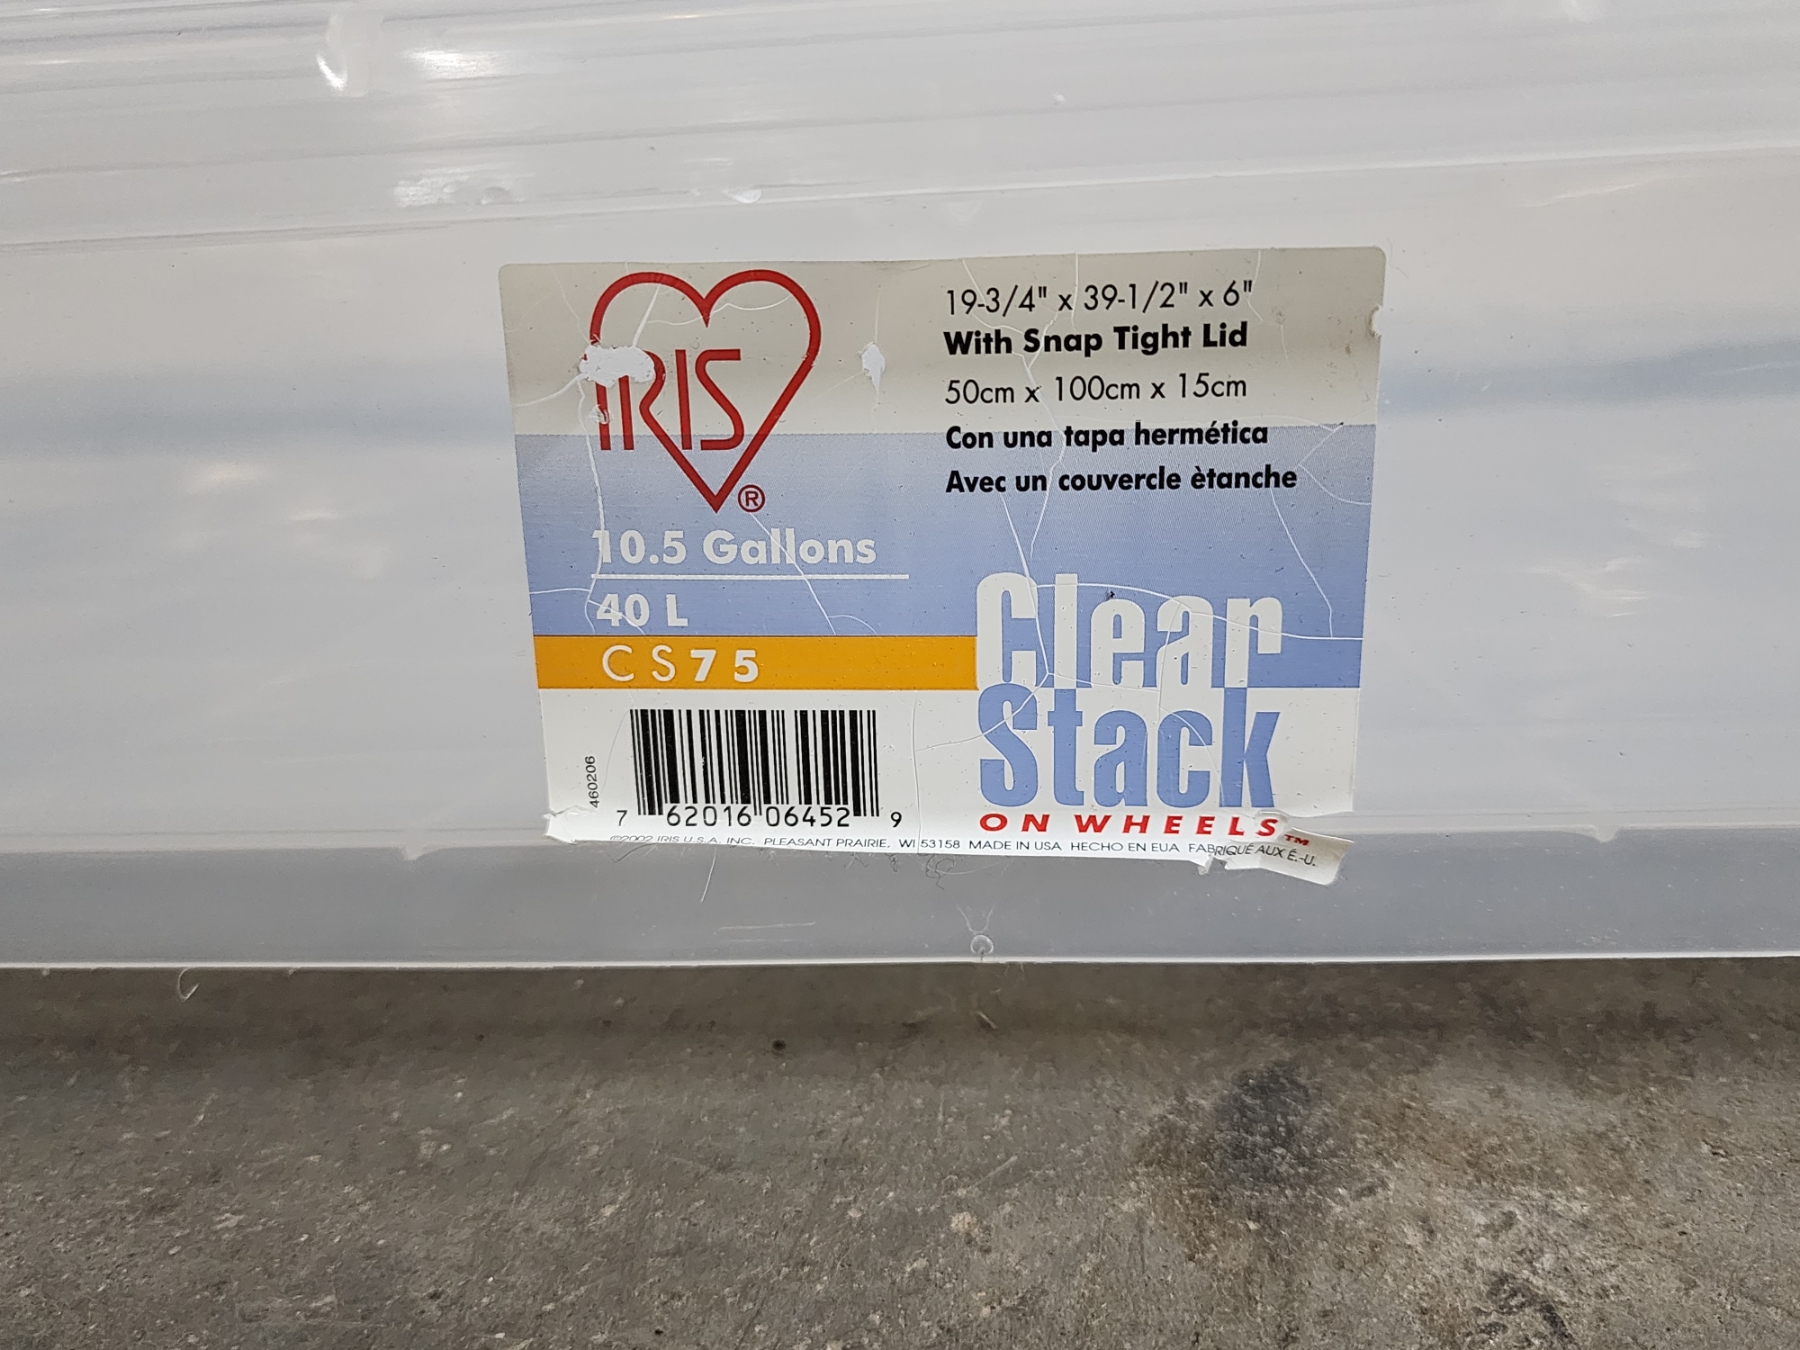 IRIS®
19-3/4" x 39-1/2" x 6"
With Snap Tight Lid
50cm x 100cm x 15cm
Con una tapa hermética
Avec un couvercle ètanche
10.5 Gallons
40 L
CS75
Clear
Stack
ON WHEELS™
460206
7 62016 06452 9
©2002 IRIS U.S.A. INC. PLEASANT PRAIRIE, WI 53158 MADE IN USA HECHO EN EUA FABRIQUÉ AUX É.-U.